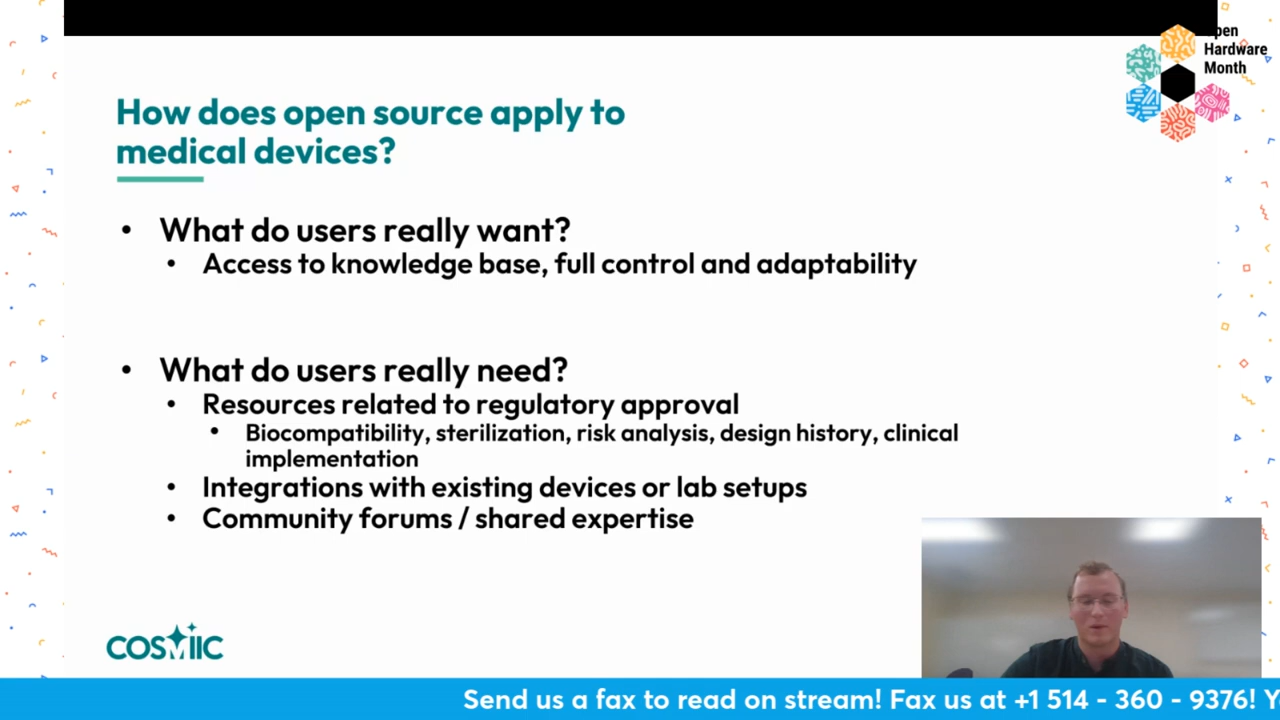 Open
Hardware
Month
How does open source apply to
medical devices?
• What do users really want?
• Access to knowledge base, full control and adaptability
• What do users really need?
• Resources related to regulatory approval
• Biocompatibility, sterilization, risk analysis, design history, clinical
implementation
• Integrations with existing devices or lab setups
• Community forums / shared expertise
COSMIIC
Send us a fax to read on stream! Fax us at +1 514 - 360 - 9376! Y